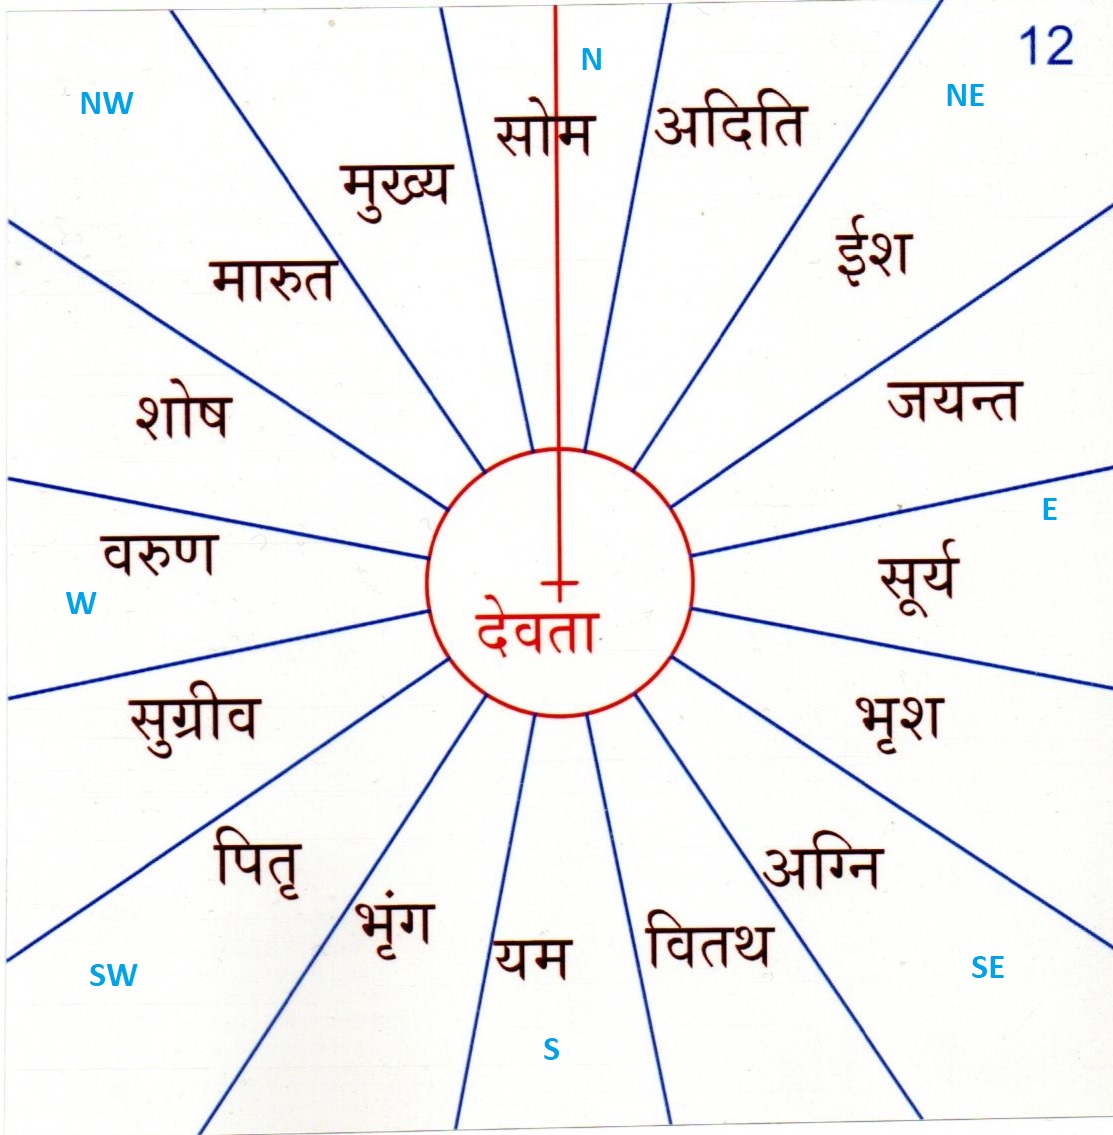 12
N
NE
NW
सोम
अदिति
मुख्य
ईश
मारुत
जयन्त
शोष
E
वरुण
सूर्य
W
देवता
सुग्रीव
भृश
पितृ
अग्नि
भृंग
यम
वितथ
SW
SE
S